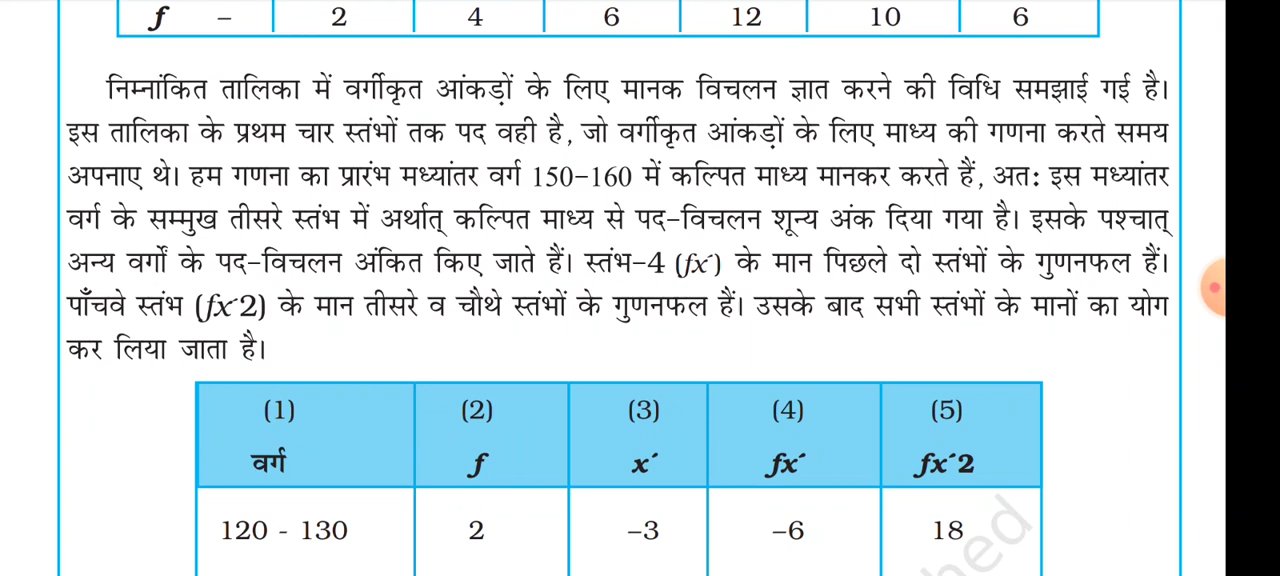 f – 2 4 6 12 10 6
निम्नांकित तालिका में वर्गीकृत आंकड़ों के लिए मानक विचलन ज्ञात करने की विधि समझाई गई है।
इस तालिका के प्रथम चार स्तंभों तक पद वही है, जो वर्गीकृत आंकड़ों के लिए माध्य की गणना करते समय
अपनाए थे। हम गणना का प्रारंभ मध्यांतर वर्ग 150–160 में कल्पित माध्य मानकर करते हैं, अतः इस मध्यांतर
वर्ग के सम्मुख तीसरे स्तंभ में अर्थात् कल्पित माध्य से पद-विचलन शून्य अंक दिया गया है। इसके पश्चात्
अन्य वर्गों के पद-विचलन अंकित किए जाते हैं। स्तंभ-4 (fx´) के मान पिछले दो स्तंभों के गुणनफल हैं।
पाँचवे स्तंभ (fx´2) के मान तीसरे व चौथे स्तंभों के गुणनफल हैं। उसके बाद सभी स्तंभों के मानों का योग
कर लिया जाता है।
(1) (2) (3) (4) (5)
वर्ग f x´ fx´ fx´2
120 - 130 2 –3 –6 18